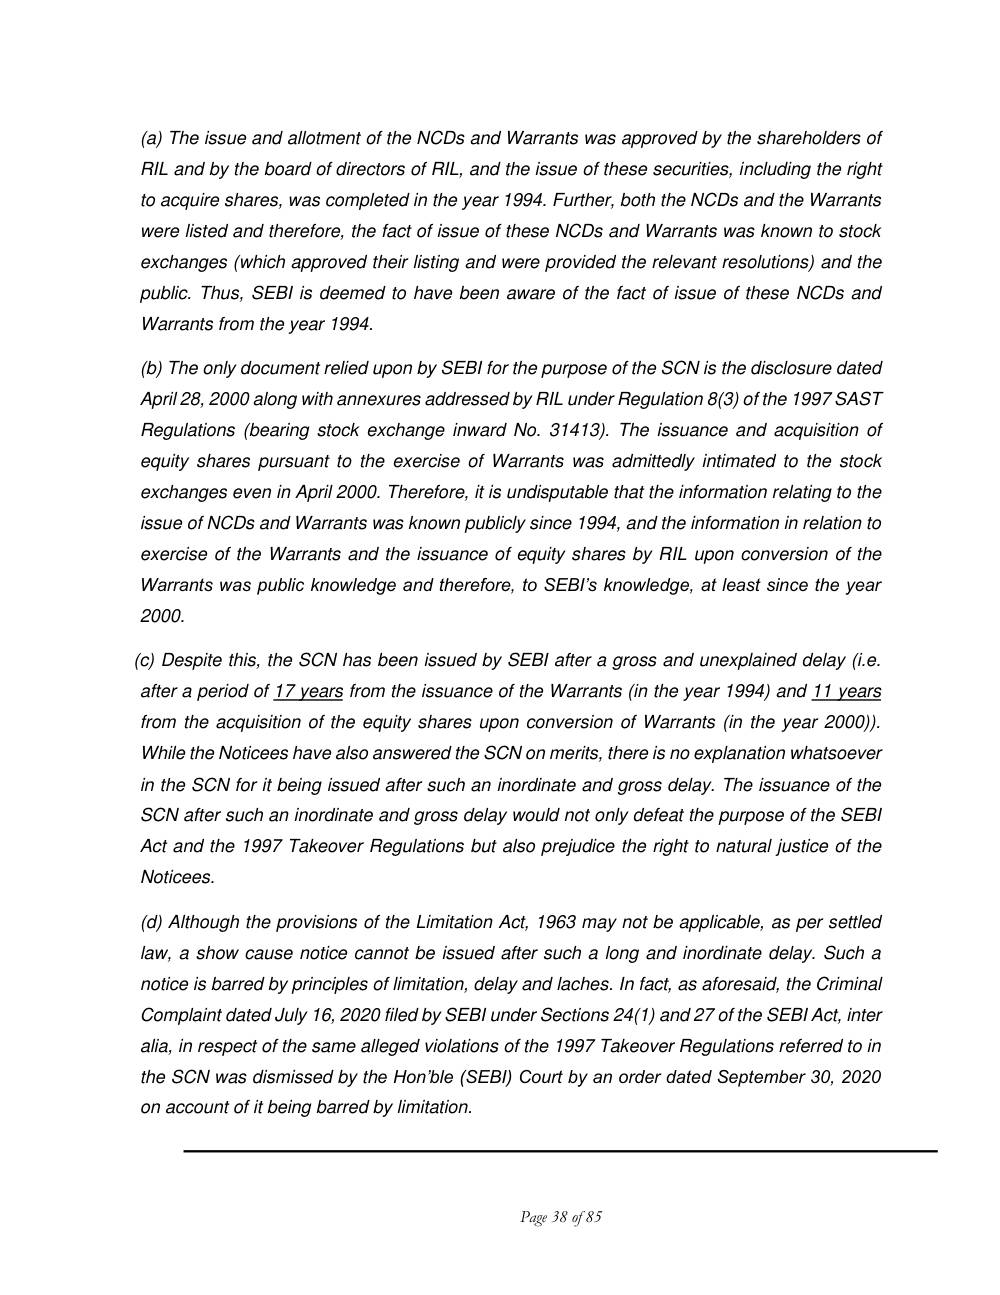 (a) The issue and allotment of the NCDs and Warrants was approved by the shareholders of
RIL and by the board of directors of RIL, and the issue of these securities, including the right
to acquire shares, was completed in the year 1994. Further, both the NCDs and the Warrants
were listed and therefore, the fact of issue of these NCDs and Warrants was known to stock
exchanges (which approved their listing and were provided the relevant resolutions) and the
public. Thus, SEBI is deemed to have been aware of the fact of issue of these NCDs and
Warrants from the year 1994.
(b) The only document relied upon by SEBI for the purpose of the SCN is the disclosure dated
April 28, 2000 along with annexures addressed by RIL under Regulation 8(3) of the 1997 SAST
Regulations (bearing stock exchange inward No. 31413). The issuance and acquisition of
equity shares pursuant to the exercise of Warrants was admittedly intimated to the stock
exchanges even in April 2000. Therefore, it is undisputable that the information relating to the
issue of NCDs and Warrants was known publicly since 1994, and the information in relation to
exercise of the Warrants and the issuance of equity shares by RIL upon conversion of the
Warrants was public knowledge and therefore, to SEBI's knowledge, at least since the year
2000.
(c) Despite this, the SCN has been issued by SEBI after a gross and unexplained delay (i.e.
after a period of 17 years from the issuance of the Warrants (in the year 1994) and 11 years
from the acquisition of the equity shares upon conversion of Warrants (in the year 2000)).
While the Noticees have also answered the SCN on merits, there is no explanation whatsoever
in the SCN for it being issued after such an inordinate and gross delay. The issuance of the
SCN after such an inordinate and gross delay would not only defeat the purpose of the SEBI
Act and the 1997 Takeover Regulations but also prejudice the right to natural justice of the
Noticees.
(d) Although the provisions of the Limitation Act, 1963 may not be applicable, as per settled
law, a show cause notice cannot be issued after such a long and inordinate delay. Such a
notice is barred by principles of limitation, delay and laches. In fact, as aforesaid, the Criminal
Complaint dated July 16, 2020 filed by SEBI under Sections 24(1) and 27 of the SEBI Act, inter
alia, in respect of the same alleged violations of the 1997 Takeover Regulations referred to in
the SCN was dismissed by the Hon'ble (SEBI) Court by an order dated September 30, 2020
on account of it being barred by limitation.
Page 38 of 85